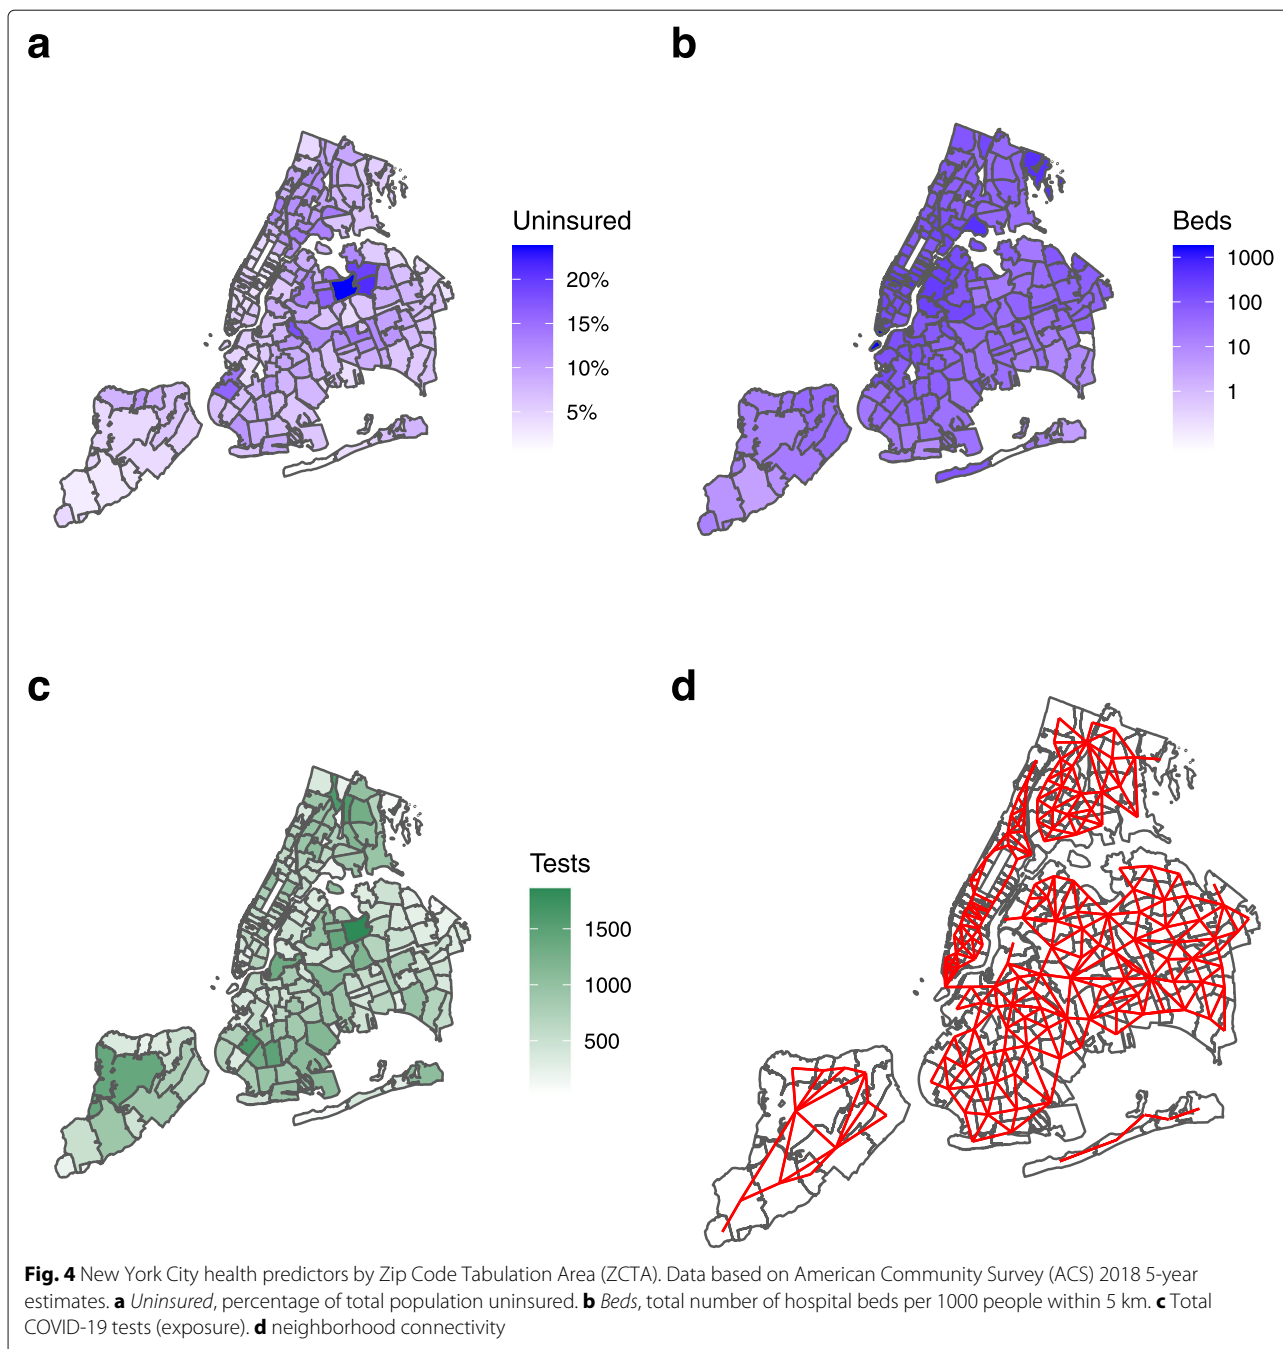 a
b
Uninsured
20%
15%
10%
5%
Beds
1000
100
10
1
c
d
Tests
1500
1000
500
Fig. 4 New York City health predictors by Zip Code Tabulation Area (ZCTA). Data based on American Community Survey (ACS) 2018 5-year
estimates. a Uninsured, percentage of total population uninsured. b Beds, total number of hospital beds per 1000 people within 5 km. c Total
COVID-19 tests (exposure). d neighborhood connectivity